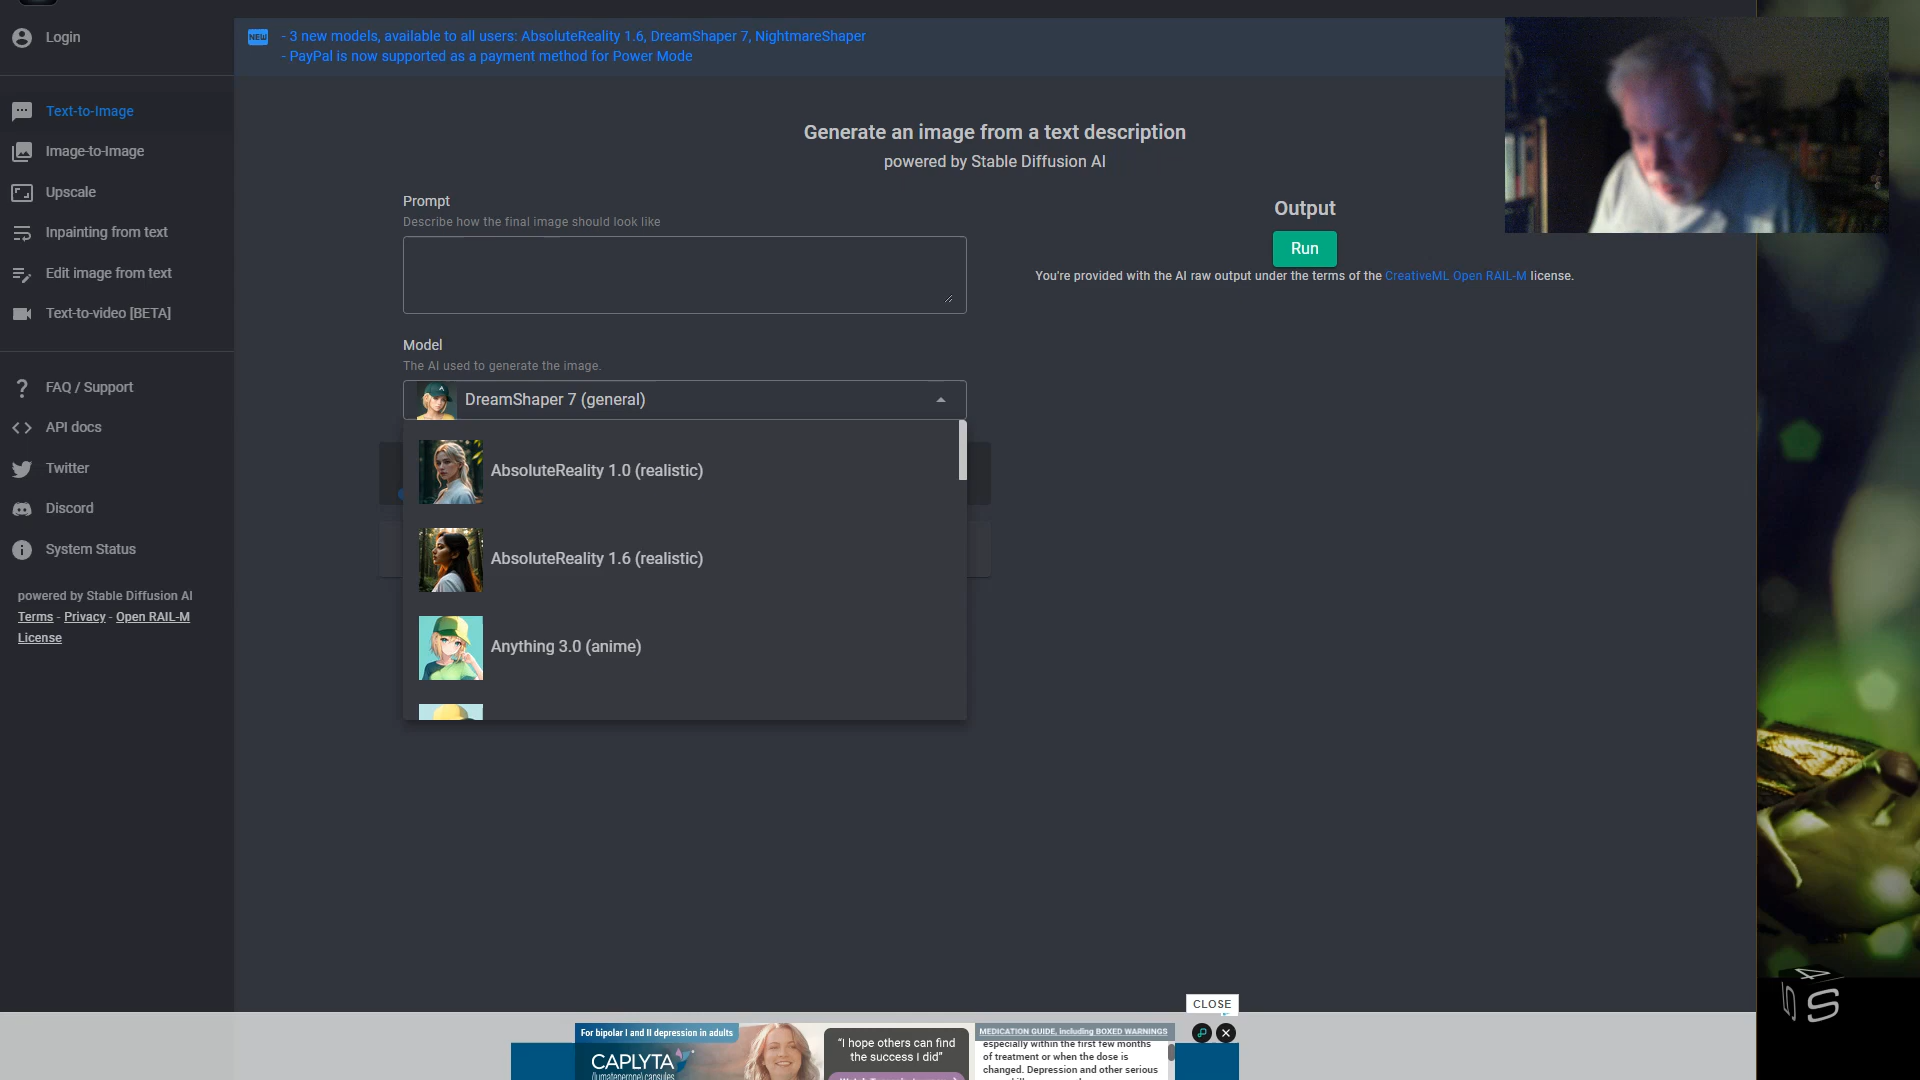 Login
NEW
- 3 new models, available to all users: AbsoluteReality 1.6, DreamShaper 7, NightmareShaper
- PayPal is now supported as a payment method for Power Mode
Text-to-Image
Image-to-Image
Upscale
Inpainting from text
Edit image from text
Text-to-video [BETA]
FAQ / Support
API docs
Twitter
Discord
System Status
powered by Stable Diffusion AI
Terms - Privacy - Open RAIL-M
License
Generate an image from a text description
powered by Stable Diffusion AI
Prompt
Describe how the final image should look like
Model
The AI used to generate the image.
DreamShaper 7 (general)
AbsoluteReality 1.0 (realistic)
AbsoluteReality 1.6 (realistic)
Anything 3.0 (anime)
Output
Run
You're provided with the AI raw output under the terms of the CreativeML Open RAIL-M license.
CLOSE
For bipolar I and II depression in adults
CAPLYTA
(lumateperone) capsules
"I hope others can find
the success I did"
MEDICATION GUIDE, including BOXED WARNINGS
especially within the first few months
of treatment or when the dose is
changed. Depression and other serious